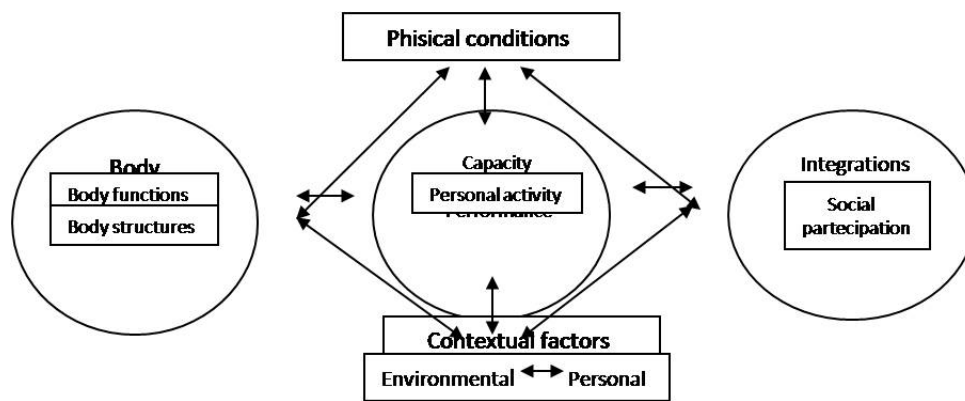 Phisical conditions
Body
Body functions
Body structures
Capacity
Personal activity
Performance
Integrations
Social
partecipation
Contextual factors
Environmental Personal